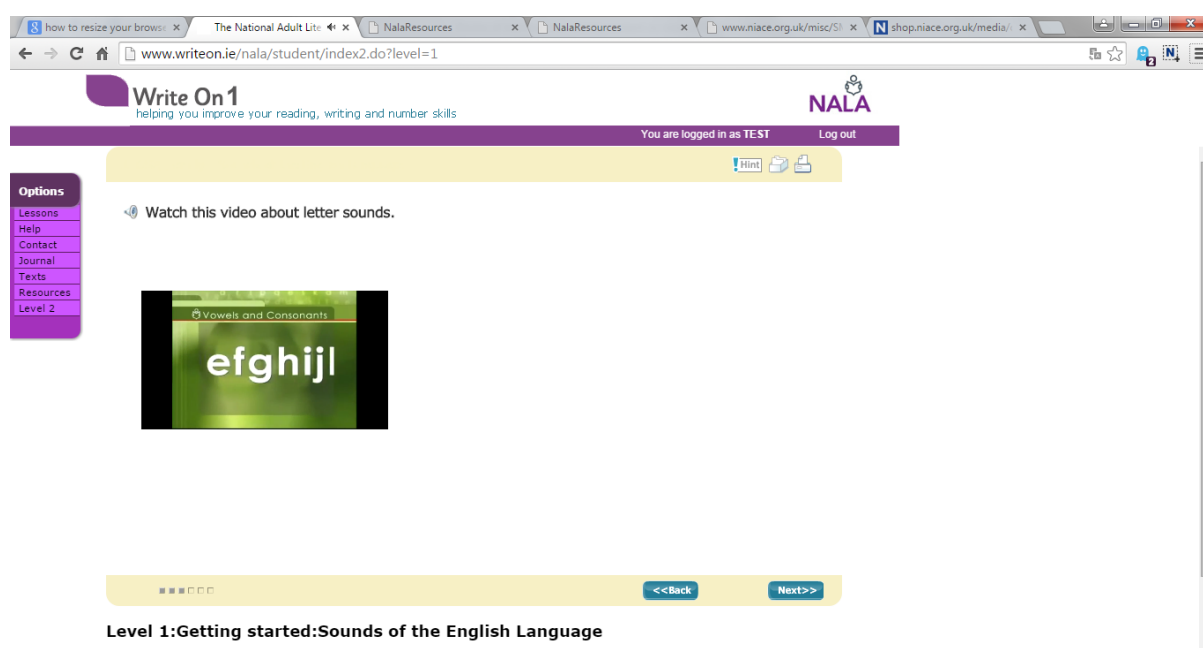 how to resize your browse
The National Adult Lite
NalaResources
NalaResources
www.niace.org.uk/misc/S
shop.niace.org.uk/media/
www.writeon.ie/nala/student/index2.do?level=1
2
N
Write On 1
helping you improve your reading, writing and number skills
NALA
You are logged in as TEST
Log out
! Hint
Options
Lessons
Help
Contact
Journal
Texts
Resources
Level 2
Watch this video about letter sounds.
Vowels and Consonants
efghijl
<<Back
Next>>
Level 1:Getting started:Sounds of the English Language